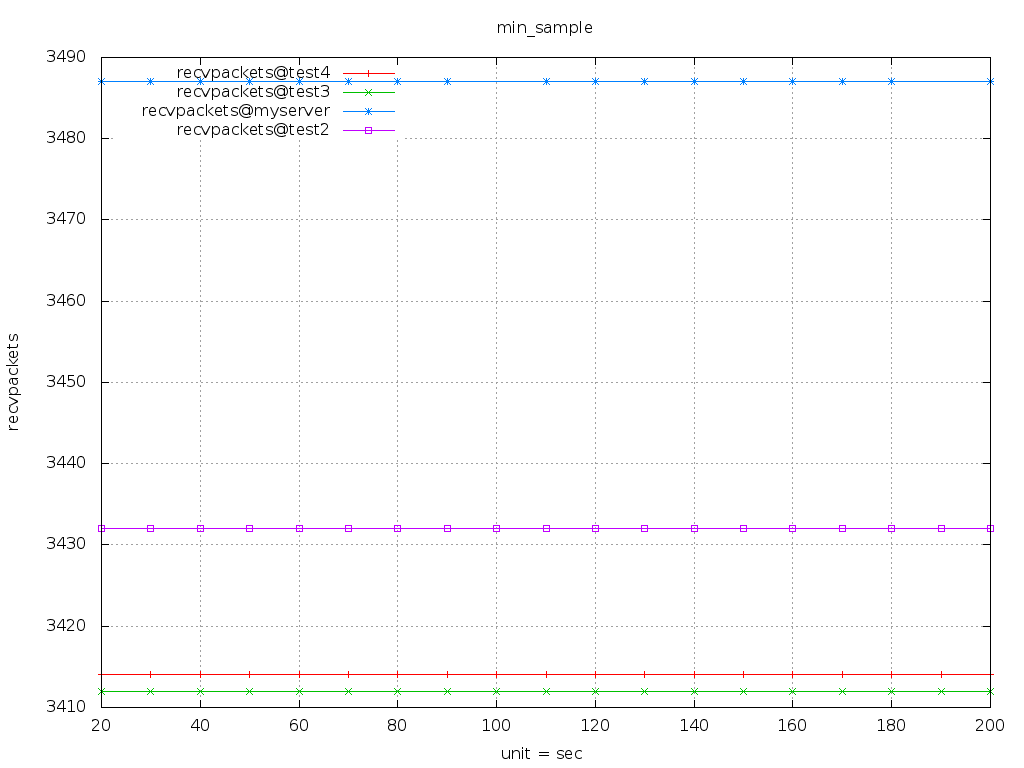 min_sample
3490
3480
3470
3460
3450
3440
3430
3420
3410
recvpackets
recvpackets@test4
recvpackets@test3
recvpackets@myserver
recvpackets@test2
20 40 60 80 100 120 140 160 180 200
unit = sec